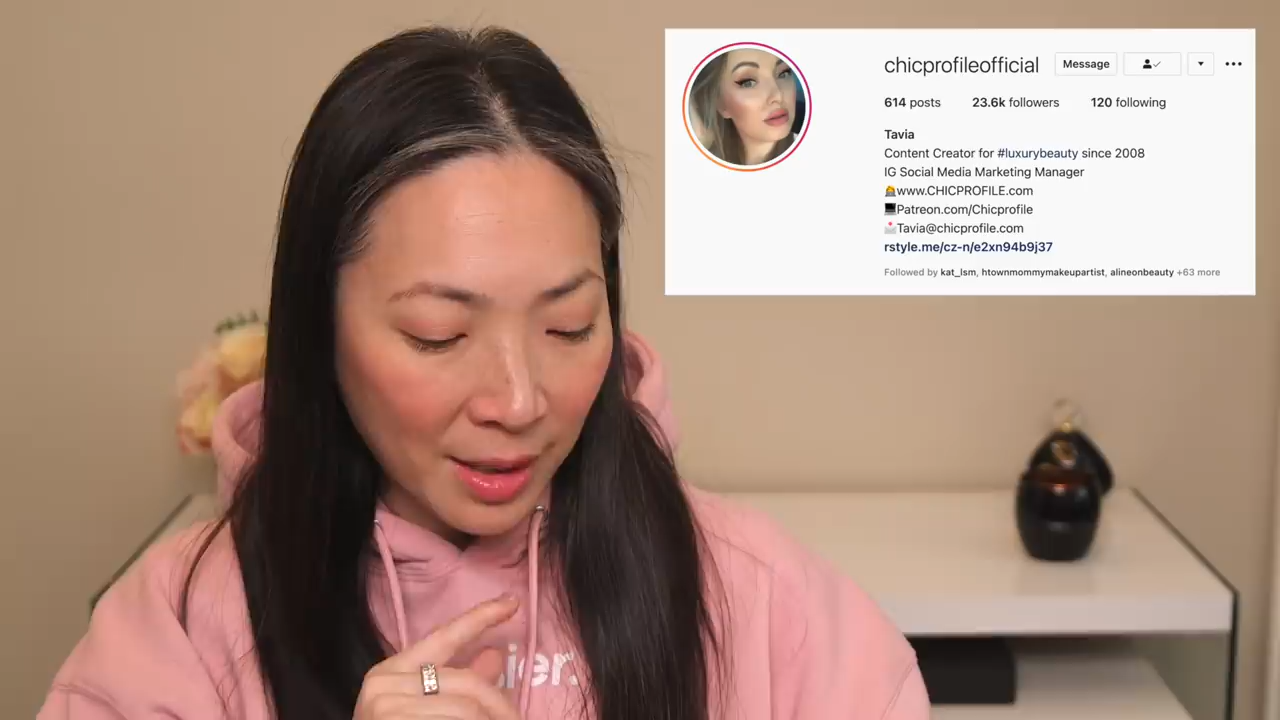 chicprofileofficial
Message
614 posts 23.6k followers 120 following
Tavia
Content Creator for #luxurybeauty since 2008
IG Social Media Marketing Manager
www.CHICPROFILE.com
Patreon.com/Chicprofile
Tavia@chicprofile.com
rstyle.me/cz-n/e2xn94b9j37
Followed by kat_lsm, htownmommymakeupartist, alineonbeauty +63 more